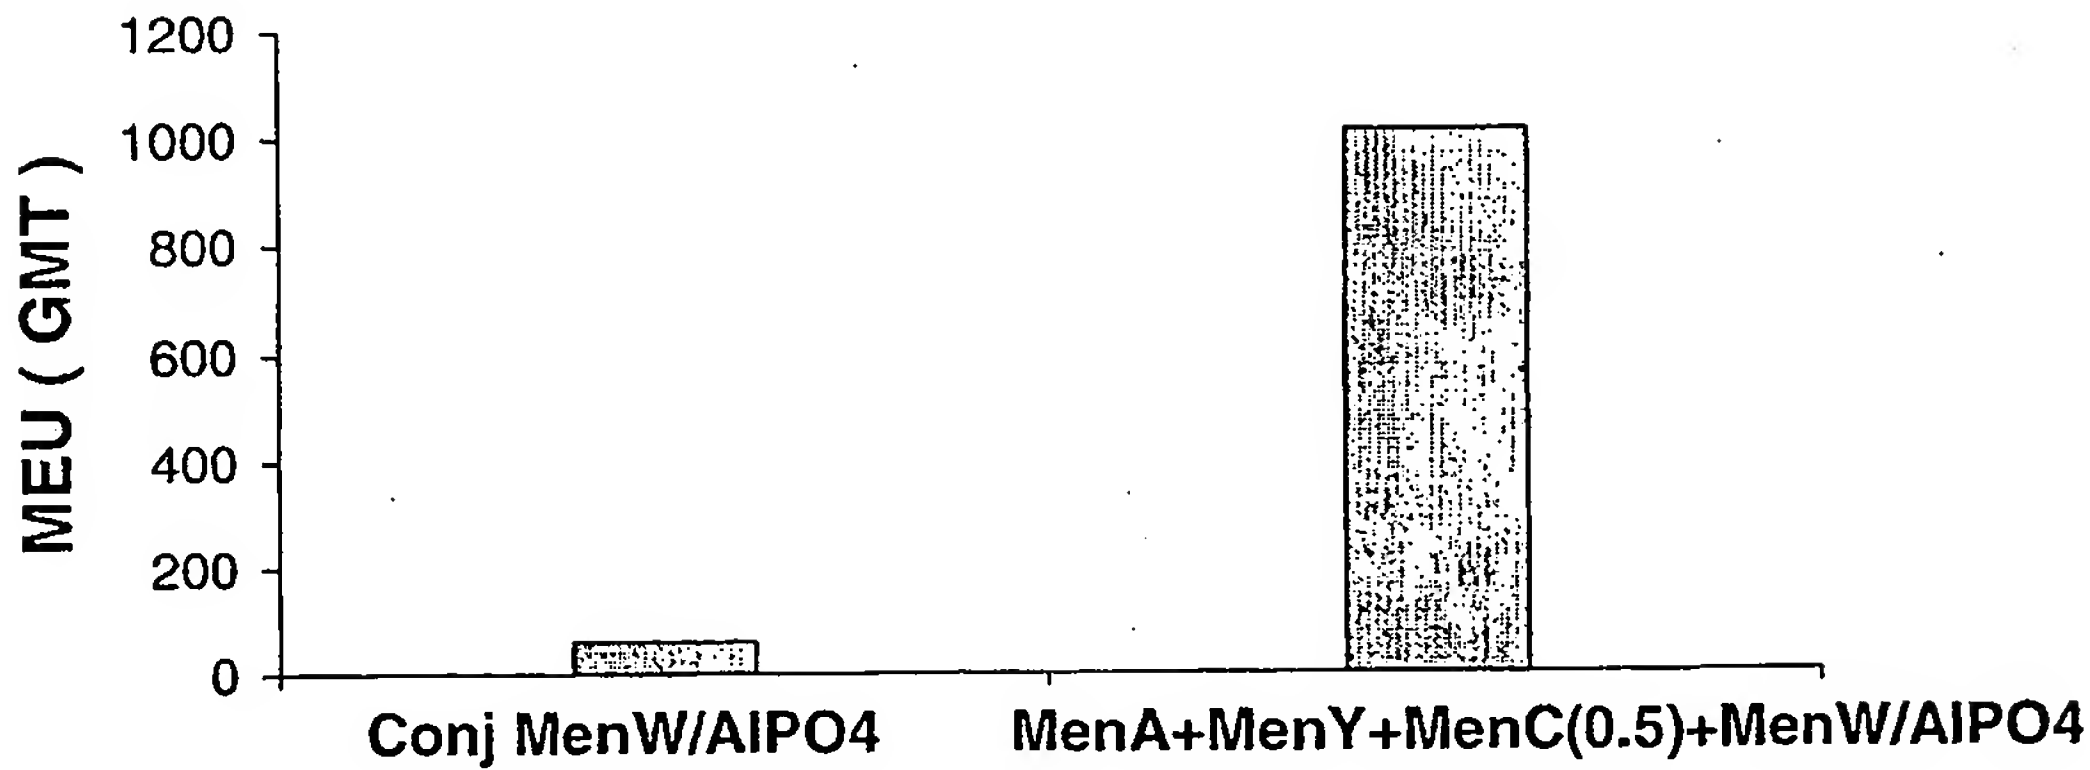 MEU ( GMT )
1200
1000
800
600
400
200
0
Conj MenW/AlPO4
MenA+MenY+MenC(0.5)+MenW/AlPO4